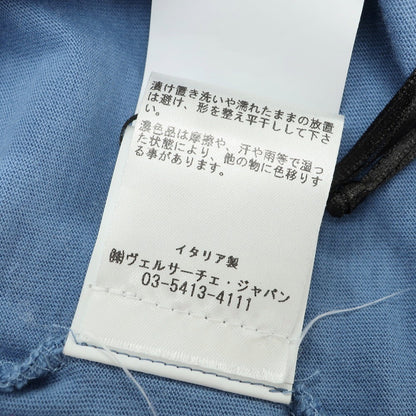 漬け置き洗いや濡れたままの放置
は避け、形を整え平干しして下さ
い。
濃色品は摩擦や、汗や雨等で湿っ
た状態により、他の物に色移りす
る事があります。
イタリア製
㈱ヴェルサーチェ・ジャパン
03-5413-4111